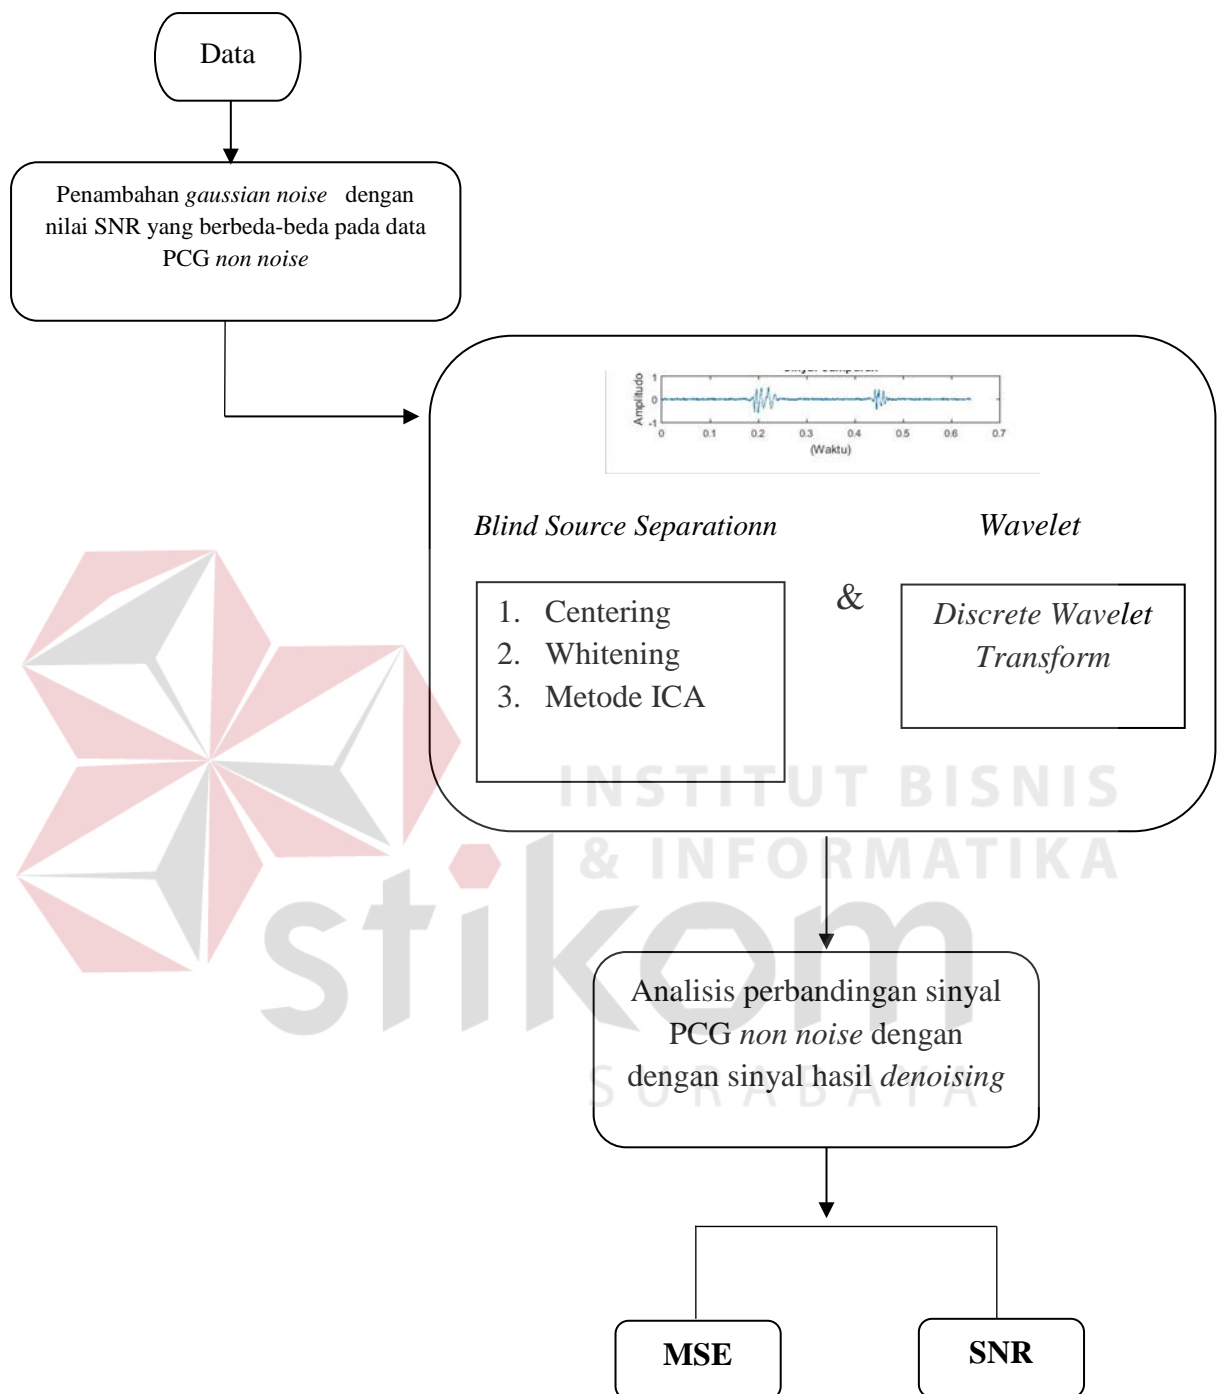 Data
Penambahan gaussian noise dengan
nilai SNR yang berbeda-beda pada data
PCG non noise
Amplitudo
1
0
-1
0 0.1 0.2 0.3 0.4 0.5 0.6 0.7
(Waktu)
Blind Source Separationn
Wavelet
1. Centering
2. Whitening
3. Metode ICA
&
Discrete Wavelet
Transform
INSTITUT BISNIS
& INFORMATIKA
stikom
SURABAYA
Analisis perbandingan sinyal
PCG non noise dengan
dengan sinyal hasil denoising
MSE
SNR